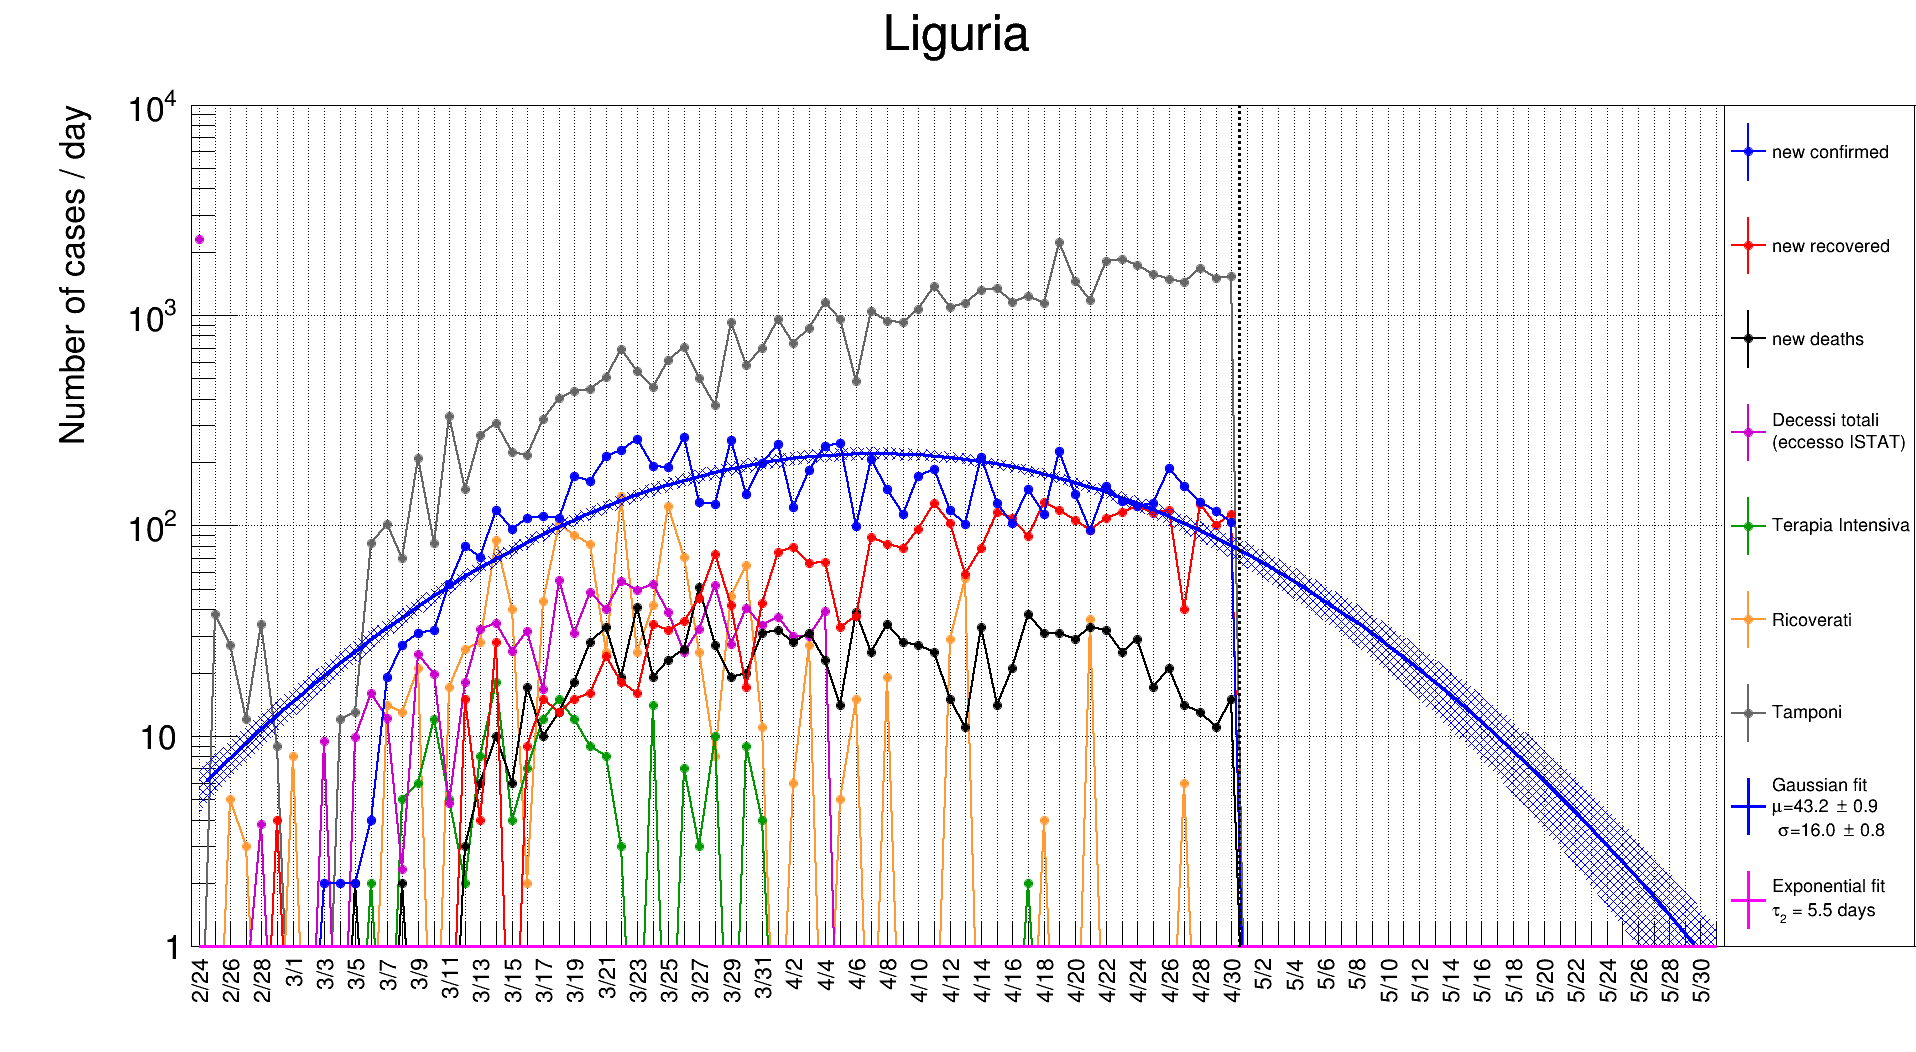 Liguria
Number of cases / day
10⁴
10³
10²
10
1
2/24 2/26 2/28 3/1 3/3 3/5 3/7 3/9 3/11 3/13 3/15 3/17 3/19 3/21 3/23 3/25 3/27 3/29 3/31 4/2 4/4 4/6 4/8 4/10 4/12 4/14 4/16 4/18 4/20 4/22 4/24 4/26 4/28 4/30 5/2 5/4 5/6 5/8 5/10 5/12 5/14 5/16 5/18 5/20 5/22 5/24 5/26 5/28 5/30
new confirmed
new recovered
new deaths
Decessi totali
(eccesso ISTAT)
Terapia Intensiva
Ricoverati
Tamponi
Gaussian fit
μ=43.2 ± 0.9
σ=16.0 ± 0.8
Exponential fit
τ₂ = 5.5 days